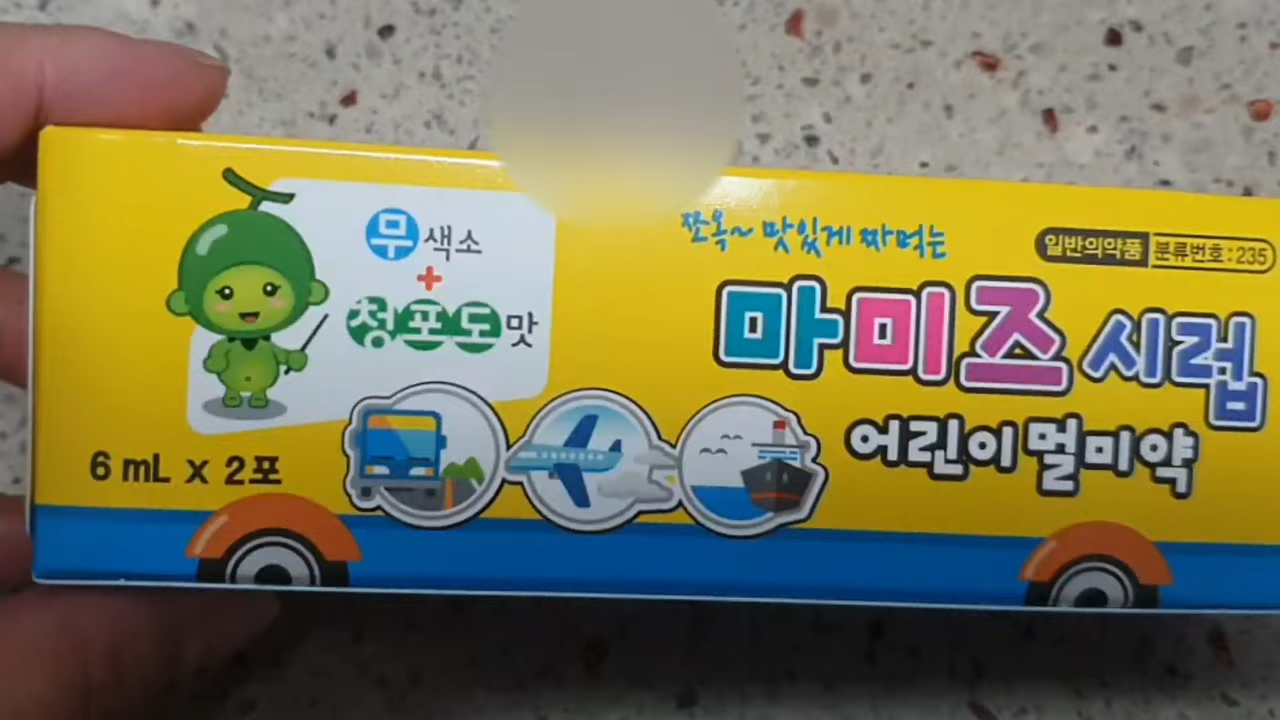 무색소
+
청포도맛
쪼옥~ 맛있게 짜먹는
일반의약품 분류번호:235
마미즈 시럽
어린이 멀미약
6 mL x 2포